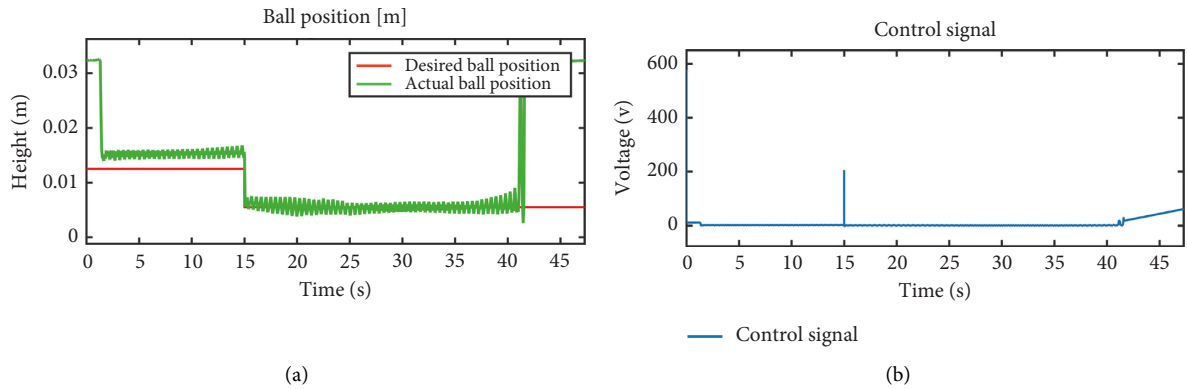 Ball position [m]
Desired ball position
Actual ball position
0.03
0.02
0.01
0
Height (m)
0 5 10 15 20 25 30 35 40 45
Time (s)
(a)
Control signal
600
400
200
0
Voltage (v)
0 5 10 15 20 25 30 35 40 45
Time (s)
Control signal
(b)